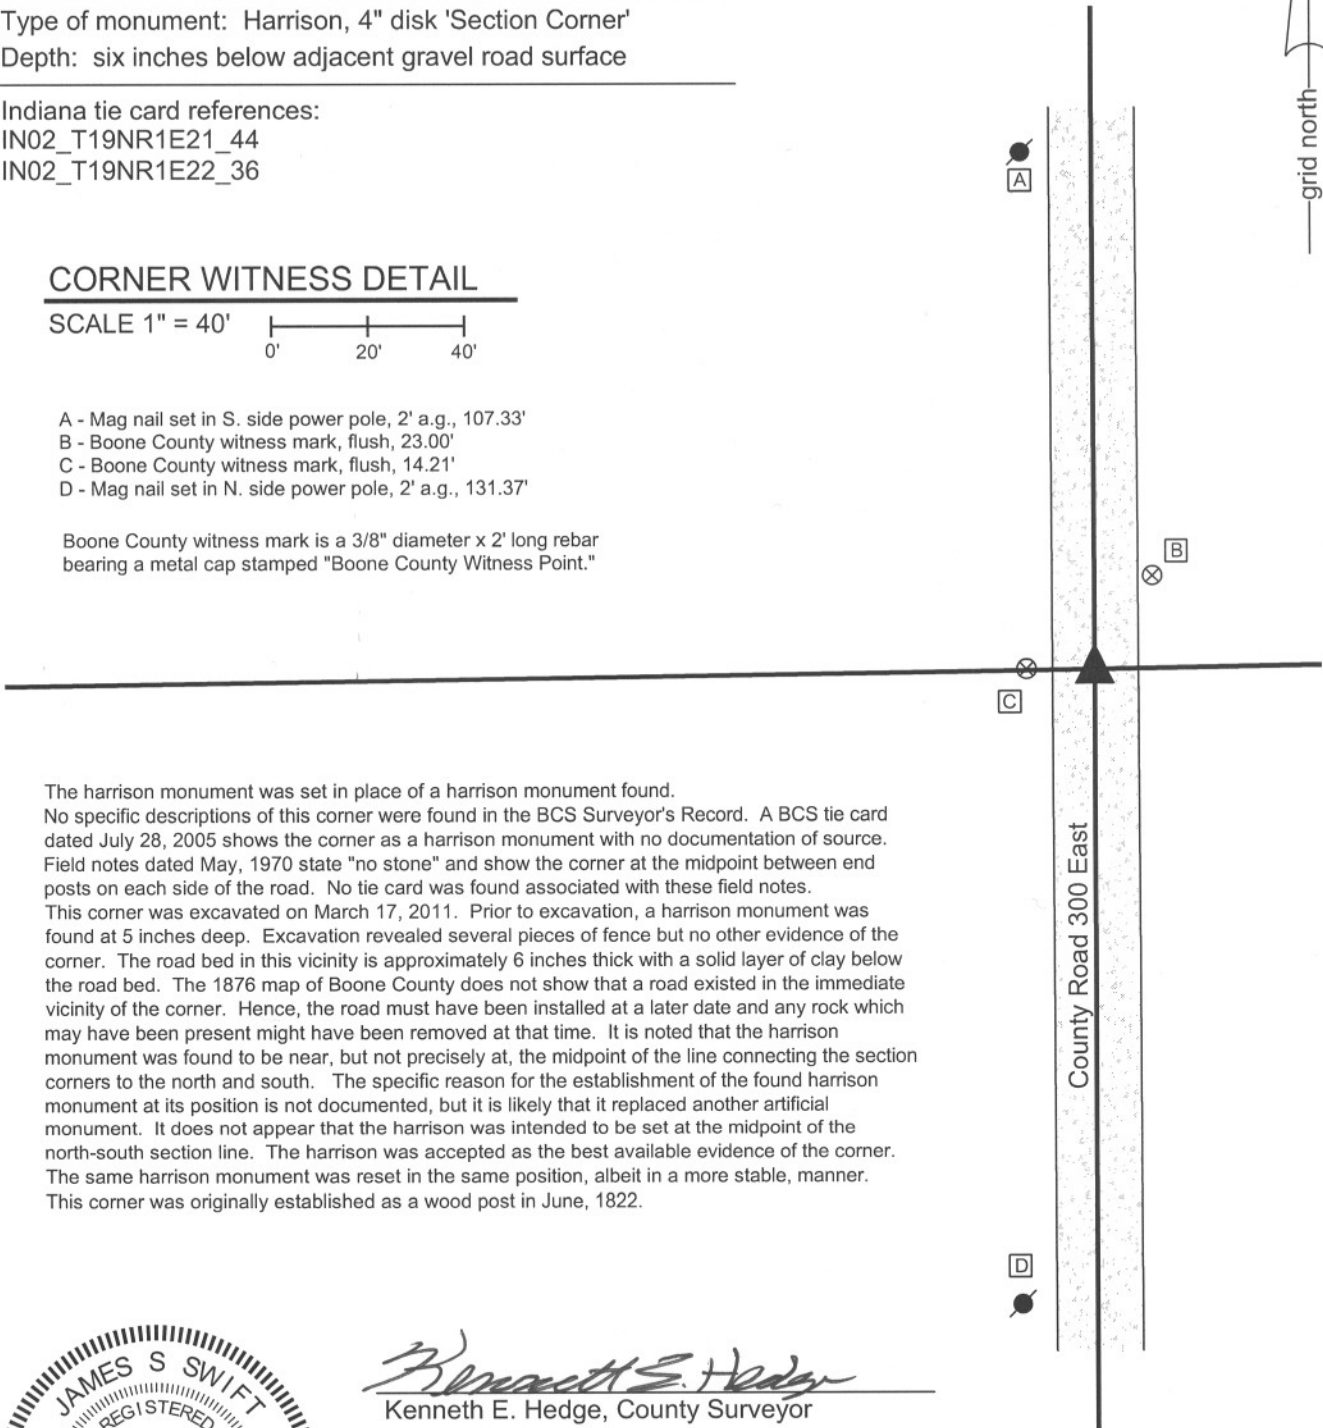 Type of monument:  Harrison, 4" disk 'Section Corner'
Depth:  six inches below adjacent gravel road surface
Indiana tie card references:
IN02_T19NR1E21_44
IN02_T19NR1E22_36
grid north
A
CORNER WITNESS DETAIL
SCALE 1" = 40'
0' 20' 40'
A - Mag nail set in S. side power pole, 2' a.g., 107.33'
B - Boone County witness mark, flush, 23.00'
C - Boone County witness mark, flush, 14.21'
D - Mag nail set in N. side power pole, 2' a.g., 131.37'
Boone County witness mark is a 3/8" diameter x 2' long rebar
bearing a metal cap stamped "Boone County Witness Point."
B
C
The harrison monument was set in place of a harrison monument found.
No specific descriptions of this corner were found in the BCS Surveyor's Record.  A BCS tie card
dated July 28, 2005 shows the corner as a harrison monument with no documentation of source.
Field notes dated May, 1970 state "no stone" and show the corner at the midpoint between end
posts on each side of the road.  No tie card was found associated with these field notes.
This corner was excavated on March 17, 2011.  Prior to excavation, a harrison monument was
found at 5 inches deep.  Excavation revealed several pieces of fence but no other evidence of the
corner.  The road bed in this vicinity is approximately 6 inches thick with a solid layer of clay below
the road bed.  The 1876 map of Boone County does not show that a road existed in the immediate
vicinity of the corner.  Hence, the road must have been installed at a later date and any rock which
may have been present might have been removed at that time.  It is noted that the harrison
monument was found to be near, but not precisely at, the midpoint of the line connecting the section
corners to the north and south.   The specific reason for the establishment of the found harrison
monument at its position is not documented, but it is likely that it replaced another artificial
monument.  It does not appear that the harrison was intended to be set at the midpoint of the
north-south section line.  The harrison was accepted as the best available evidence of the corner.
The same harrison monument was reset in the same position, albeit in a more stable, manner.
This corner was originally established as a wood post in June, 1822.
County Road 300 East
D
JAMES S SWIFT
REGISTERED
Kenneth E. Hedge
Kenneth E. Hedge, County Surveyor